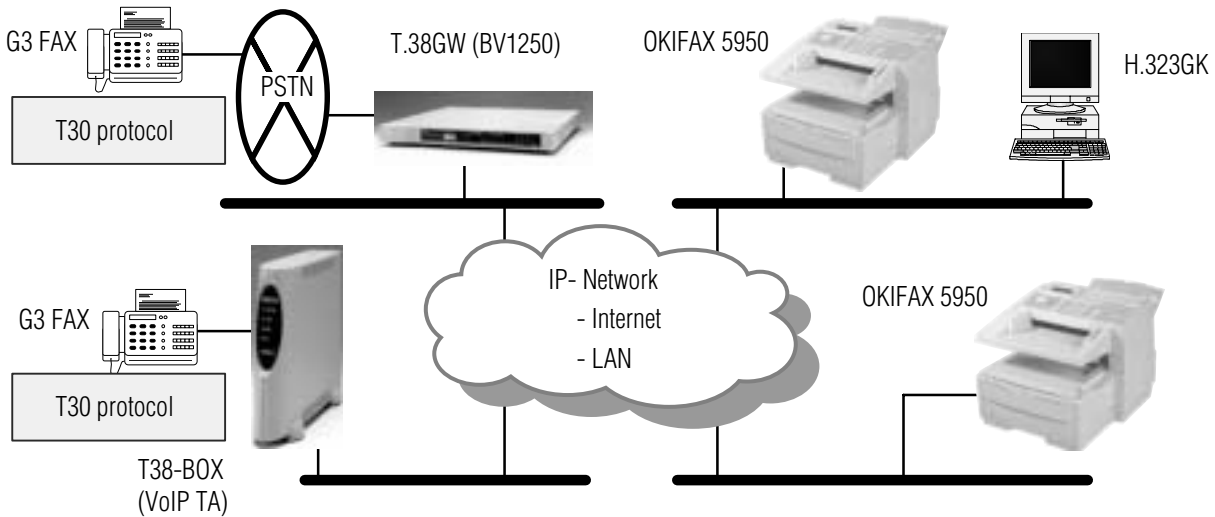 G3 FAX
T30 protocol
PSTN
T.38GW (BV1250)
OKIFAX 5950
H.323GK
IP- Network
- Internet
- LAN
G3 FAX
T30 protocol
T38-BOX
(VoIP TA)
OKIFAX 5950